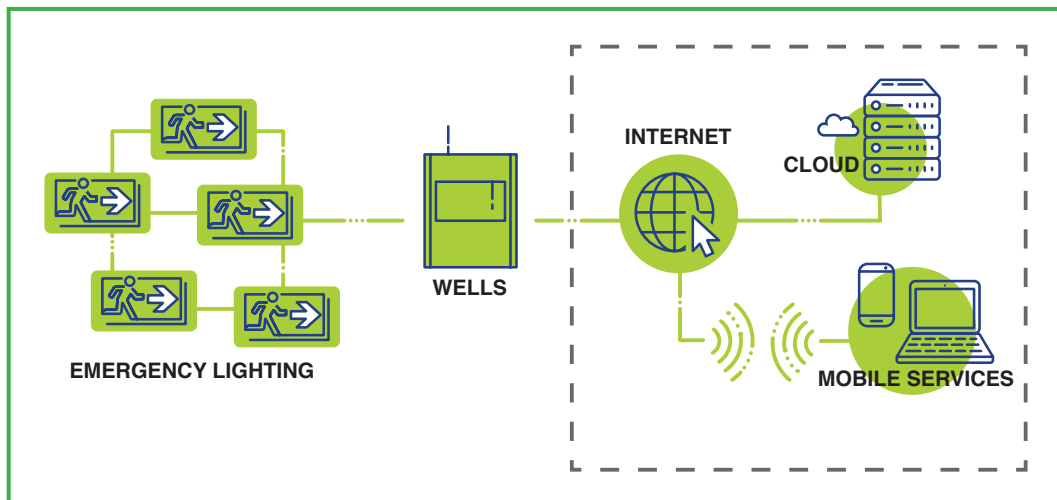 INTERNET
CLOUD
WELLS
EMERGENCY LIGHTING
MOBILE SERVICES